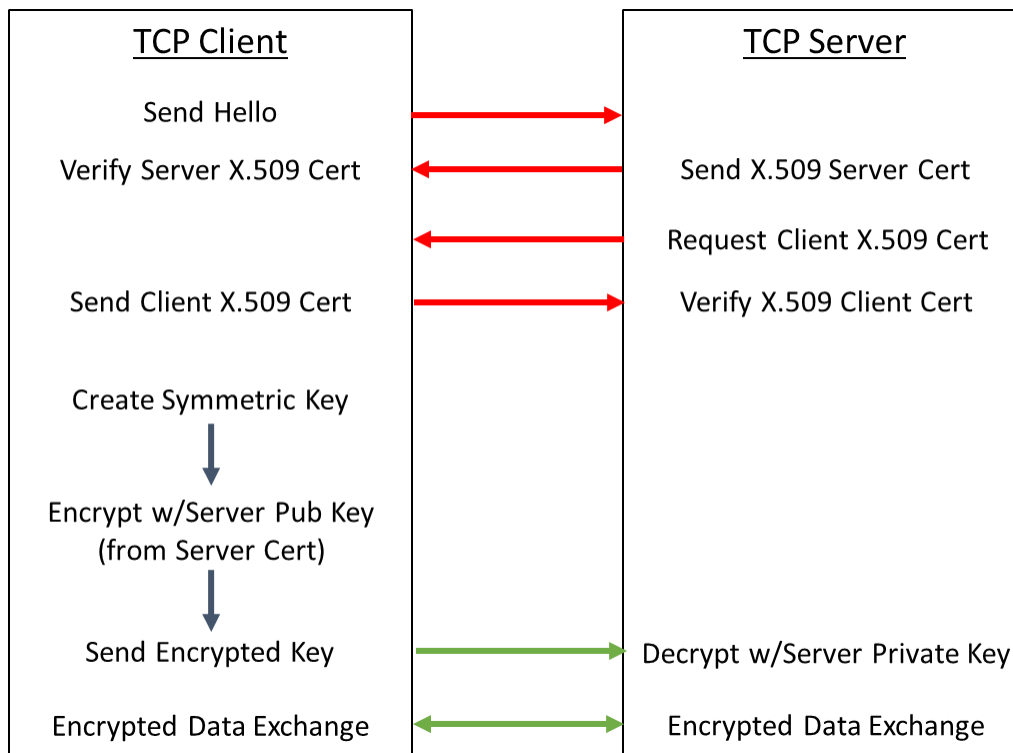 TCP Client
TCP Server
Send Hello
Verify Server X.509 Cert
Send X.509 Server Cert
Request Client X.509 Cert
Send Client X.509 Cert
Verify X.509 Client Cert
Create Symmetric Key
Encrypt w/Server Pub Key
(from Server Cert)
Send Encrypted Key
Decrypt w/Server Private Key
Encrypted Data Exchange
Encrypted Data Exchange